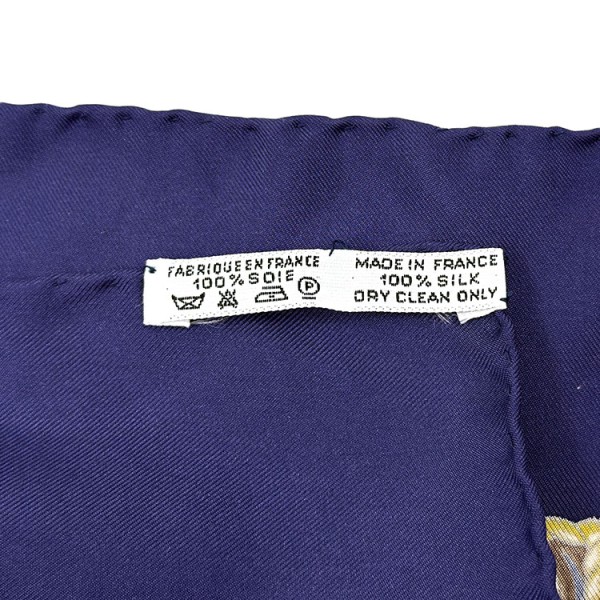 FABRIQUE EN FRANCE
100% SOIE
P
MADE IN FRANCE
100% SILK
DRY CLEAN ONLY